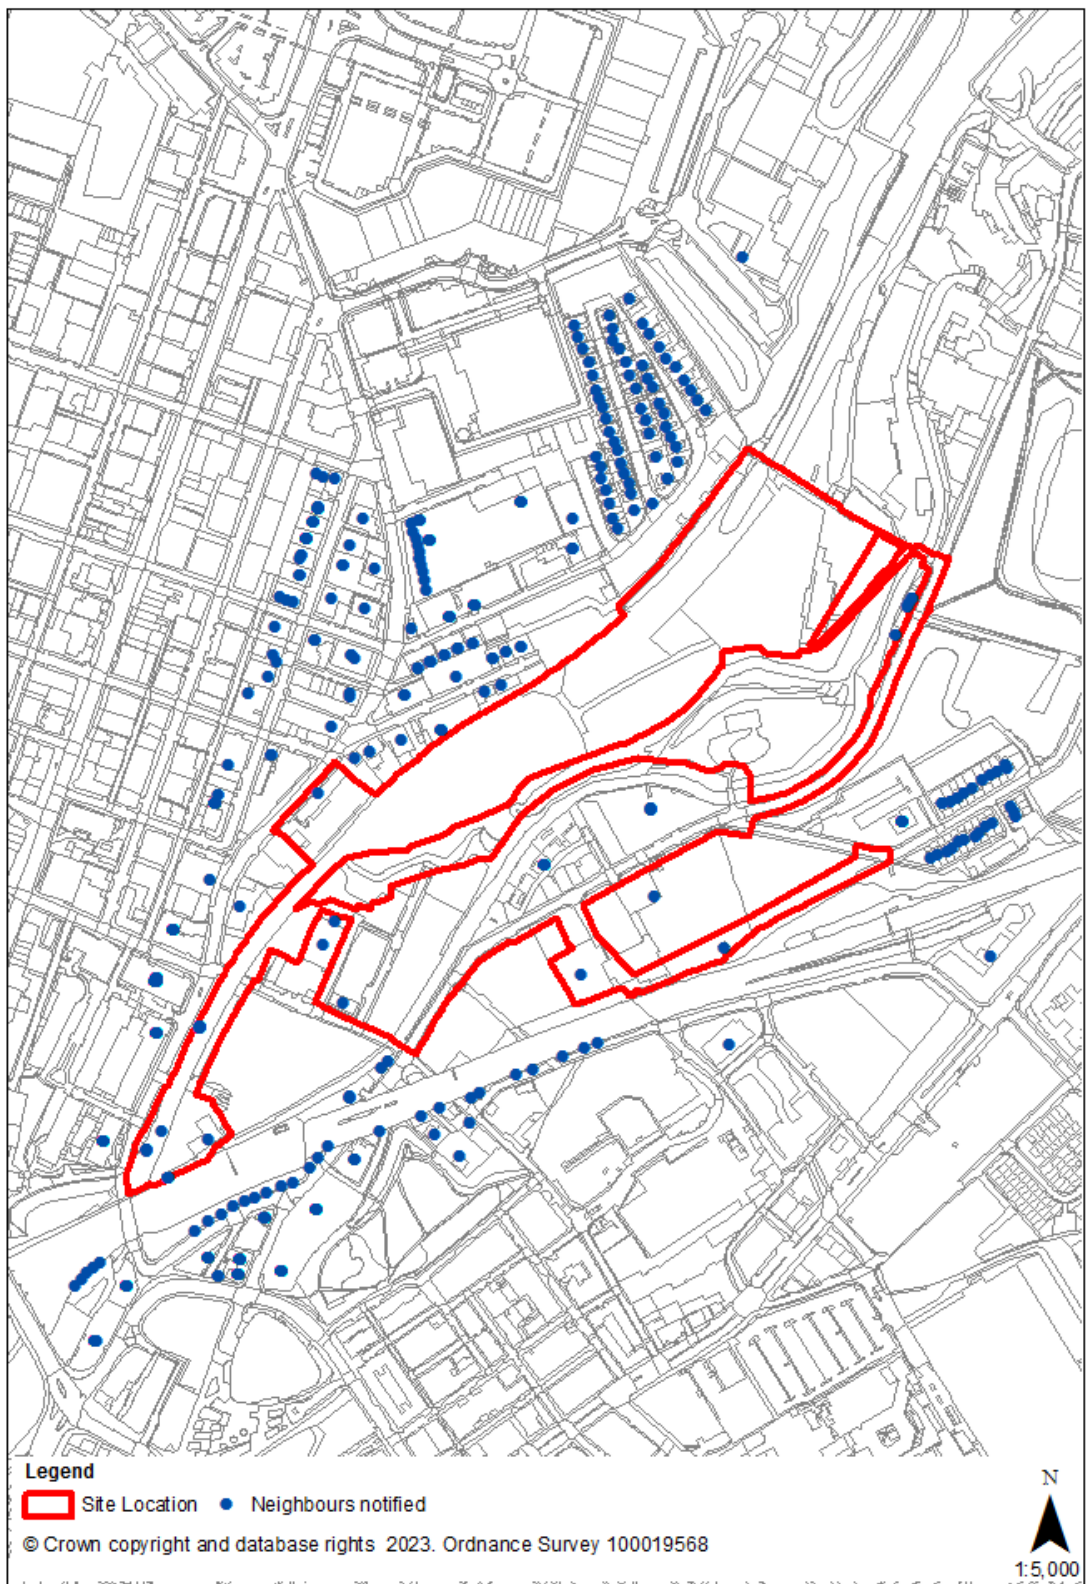 Legend
Site Location Neighbours notified
© Crown copyright and database rights 2023. Ordnance Survey 100019568
N
1:5,000